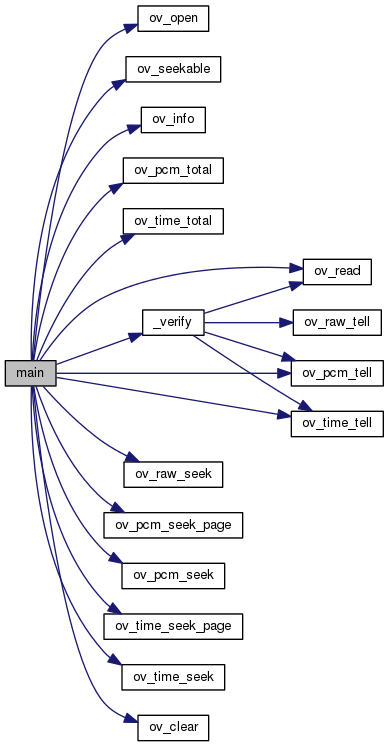 ov_open
ov_seekable
ov_info
ov_pcm_total
ov_time_total
ov_read
_verify
ov_raw_tell
main
ov_pcm_tell
ov_time_tell
ov_raw_seek
ov_pcm_seek_page
ov_pcm_seek
ov_time_seek_page
ov_time_seek
ov_clear